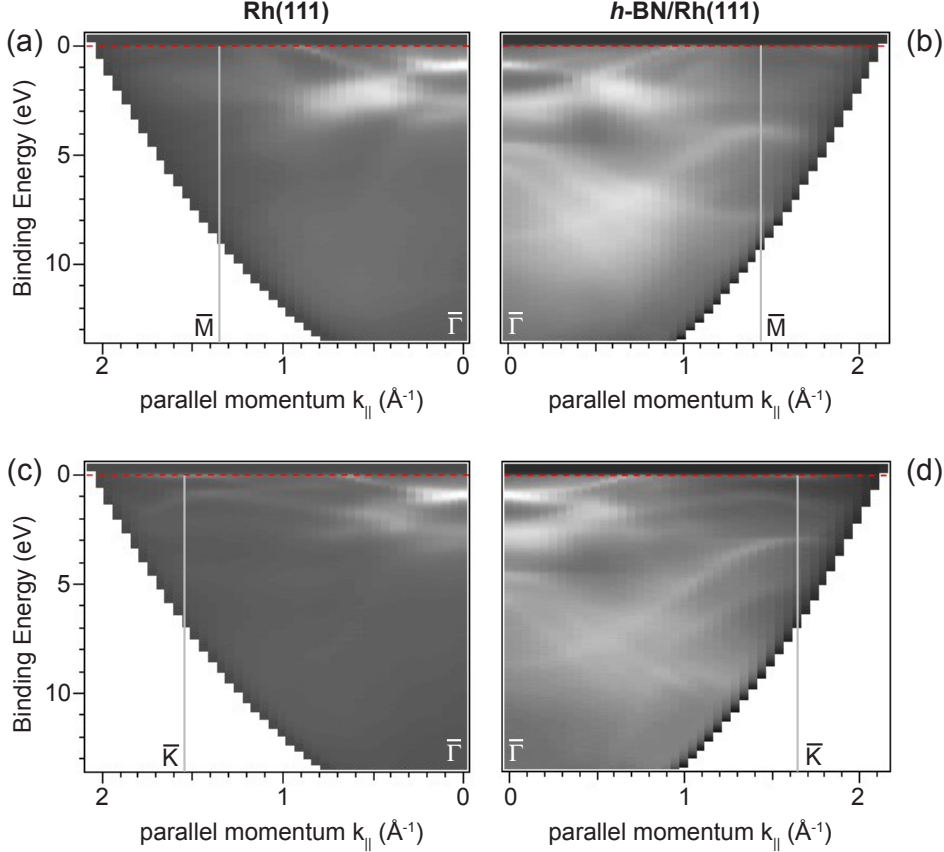 Rh(111) h-BN/Rh(111)
(a) (b)
0
5
10
Binding Energy (eV)
M̅ Γ̅ Γ̅ M̅
2 1 0 0 1 2
parallel momentum k|| (Å-1) parallel momentum k|| (Å-1)
(c) (d)
0
5
10
Binding Energy (eV)
K̅ Γ̅ Γ̅ K̅
2 1 0 0 1 2
parallel momentum k|| (Å-1) parallel momentum k|| (Å-1)